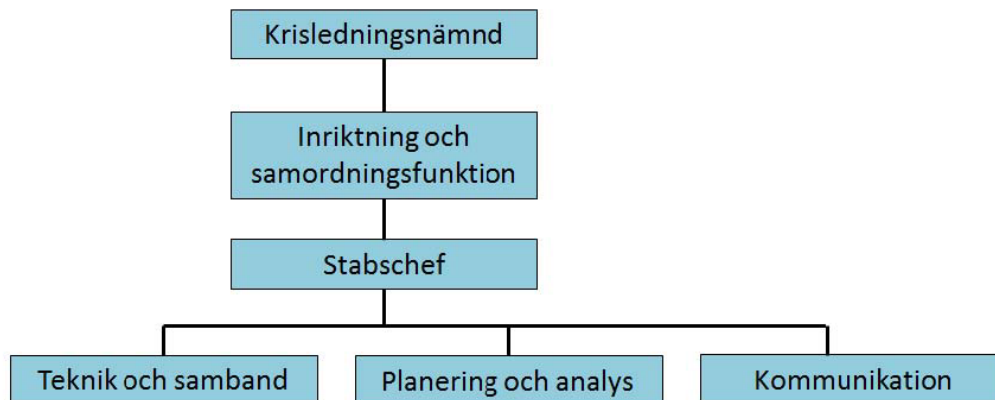 Krisledningsnämnd
Inriktning och
samordningsfunktion
Stabschef
Teknik och samband
Planering och analys
Kommunikation